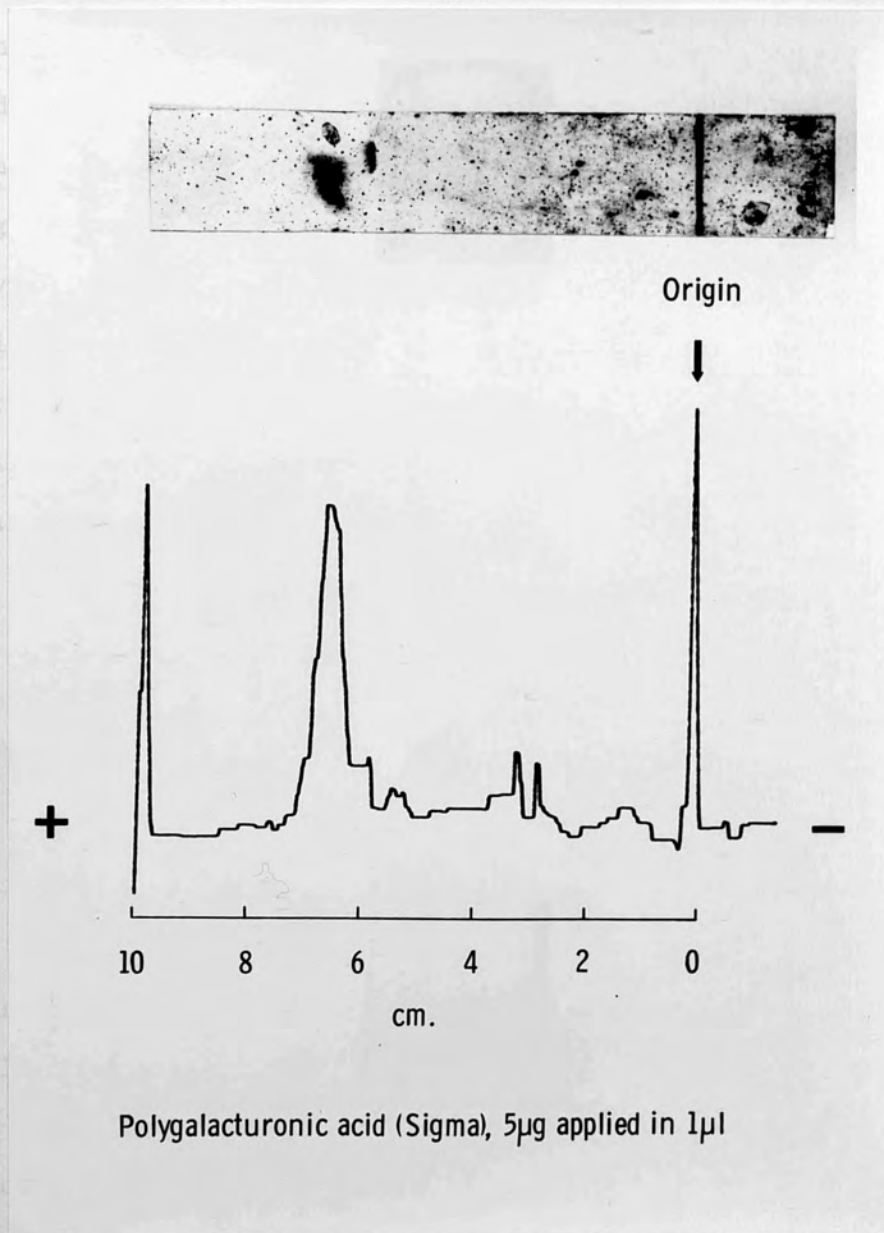 Origin
+ −
10 8 6 4 2 0
cm.
Polygalacturonic acid (Sigma), 5µg applied in 1µl